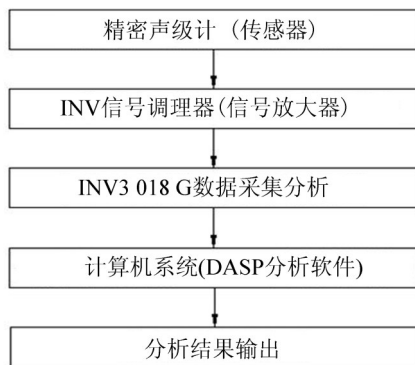 精密声级计 (传感器)
INV信号调理器(信号放大器)
INV3 018 G数据采集分析
计算机系统(DASP分析软件)
分析结果输出